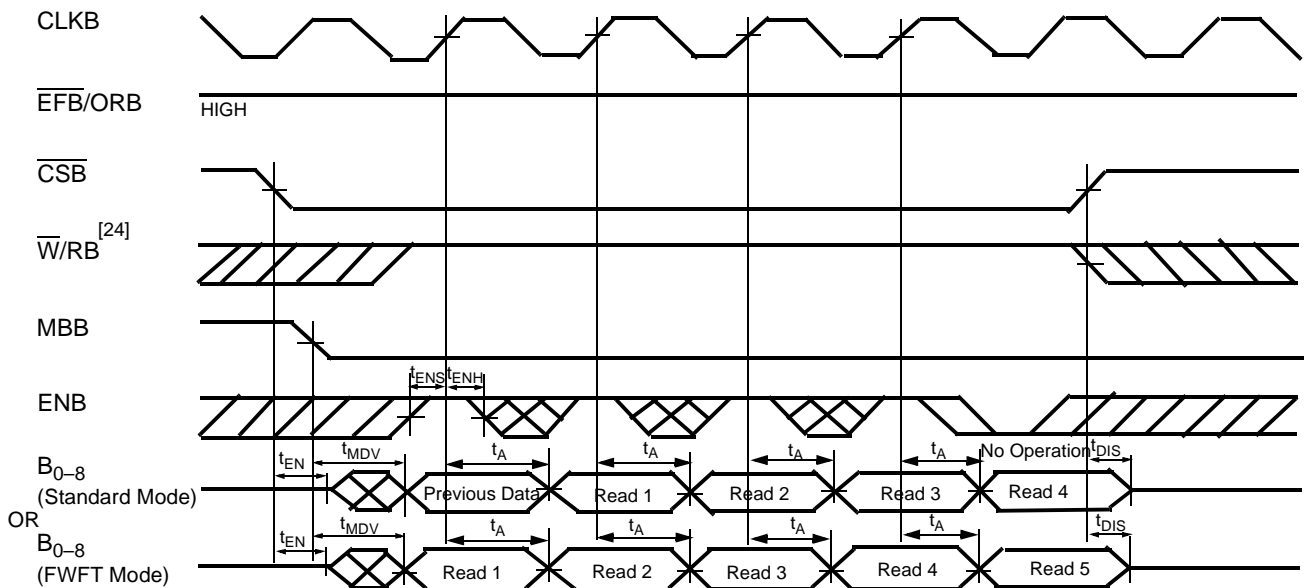 CLKB
EFB/ORB
HIGH
CSB
W/RB[24]
MBB
tENS tENH
ENB
No Operation
tEN tMDV tA tA tA tA tDIS
B0–8
(Standard Mode)
Previous Data Read 1 Read 2 Read 3 Read 4
OR
tEN tMDV tA tA tA tA tDIS
B0–8
(FWFT Mode)
Read 1 Read 2 Read 3 Read 4 Read 5